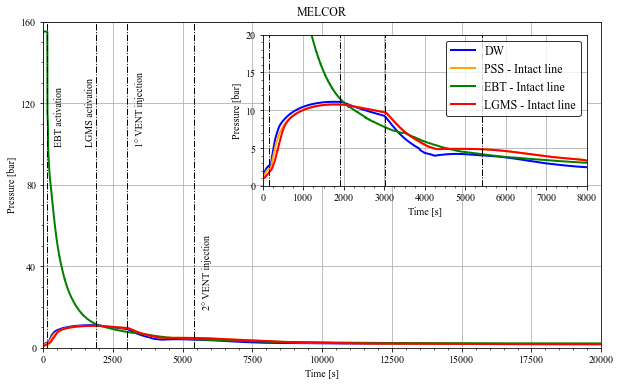 MELCOR
160
120
80
40
0
Pressure [bar]
EBT activation
LGMS activation
1° VENT injection
2° VENT injection
20
15
10
5
0
Pressure [bar]
DW
PSS - Intact line
EBT - Intact line
LGMS - Intact line
0 1000 2000 3000 4000 5000 6000 7000 8000
Time [s]
0 2500 5000 7500 10000 12500 15000 17500 20000
Time [s]